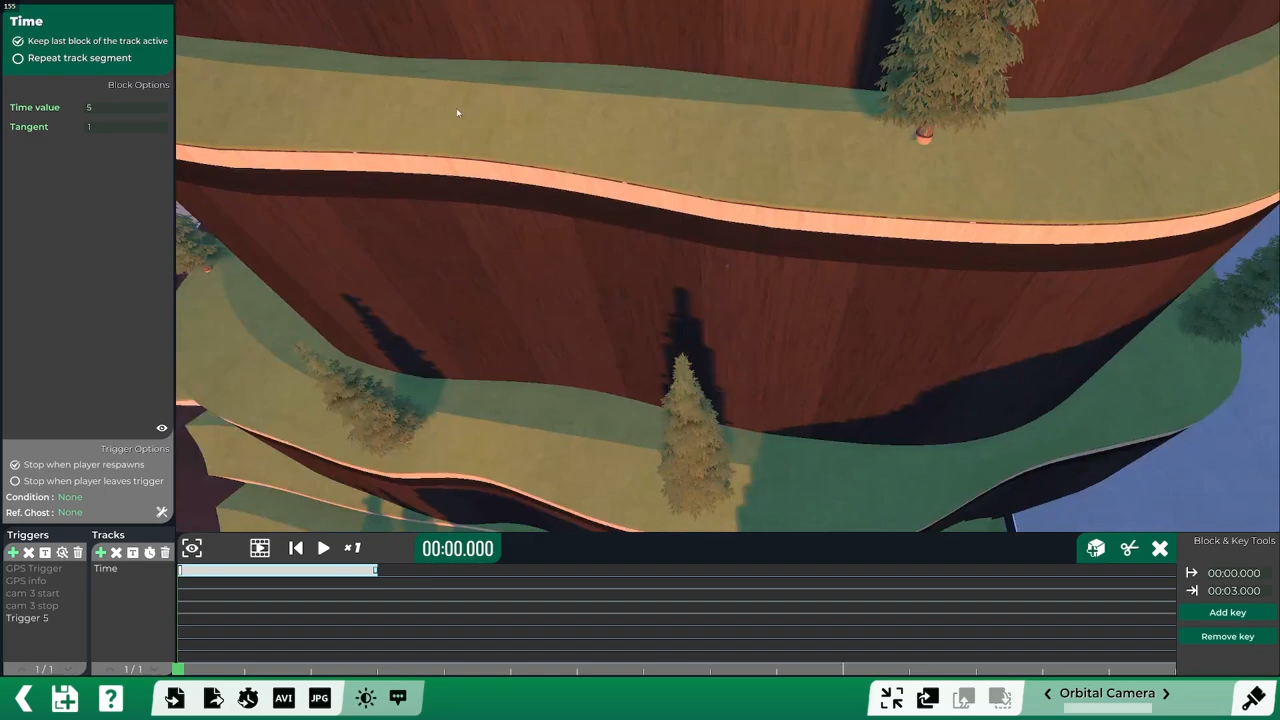 155
Time
Keep last block of the track active
Repeat track segment
Block Options
Time value 5
Tangent 1
Trigger Options
Stop when player respawns
Stop when player leaves trigger
Condition : None
Ref. Ghost : None
Triggers
Tracks
GPS Trigger
GPS info
cam 3 start
cam 3 stop
Trigger 5
Time
1 / 1
1 / 1
×1
00:00.000
Block & Key Tools
00:00.000
00:03.000
Add key
Remove key
?
AVI
JPG
Orbital Camera